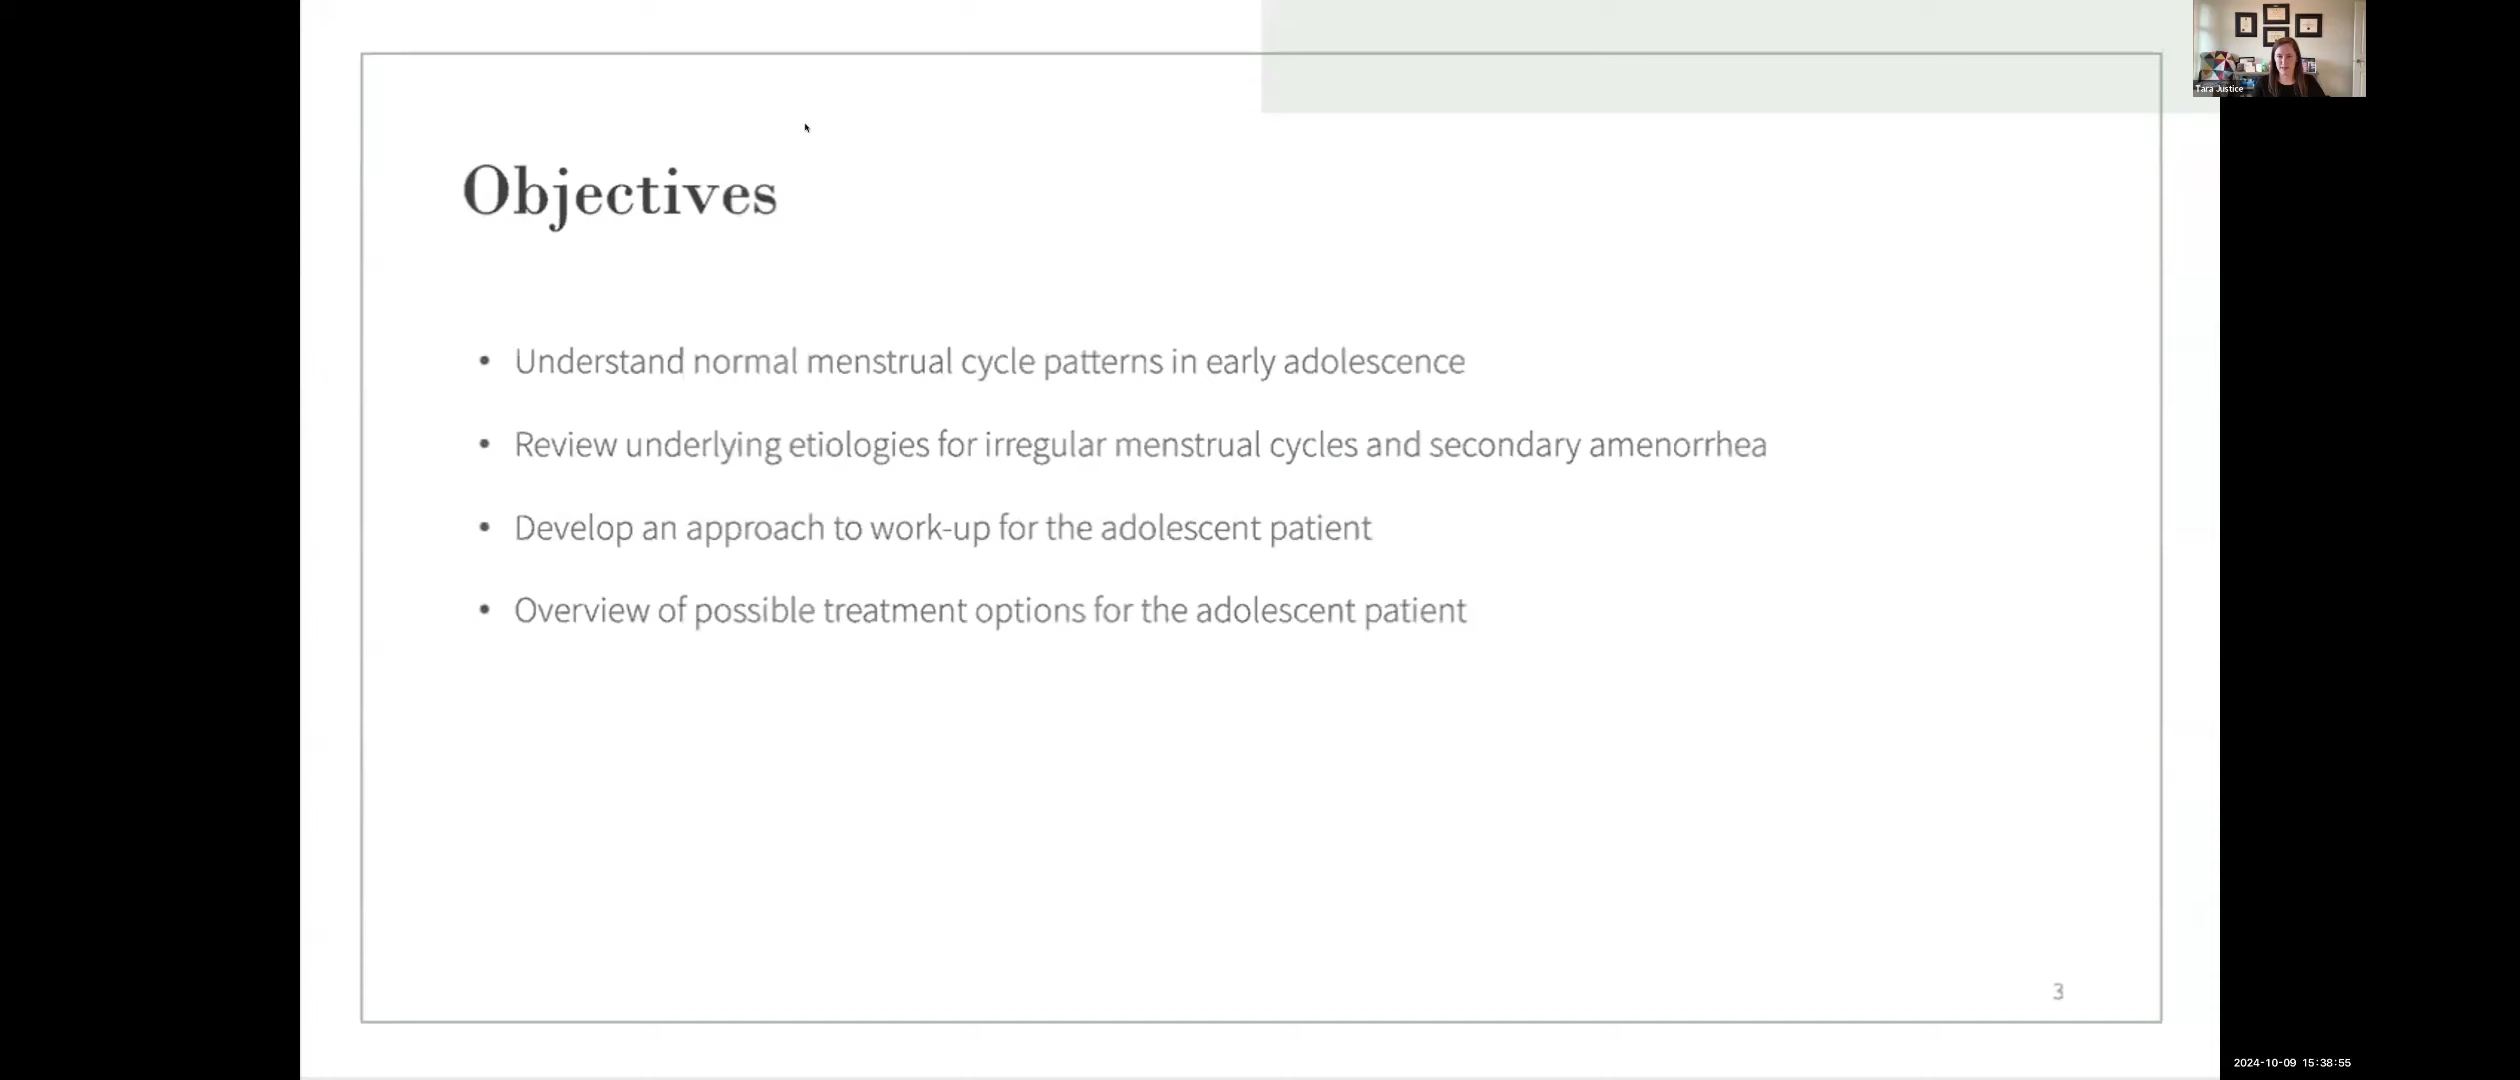 Tara Justice
Objectives
• Understand normal menstrual cycle patterns in early adolescence
• Review underlying etiologies for irregular menstrual cycles and secondary amenorrhea
• Develop an approach to work-up for the adolescent patient
• Overview of possible treatment options for the adolescent patient
3
2024-10-09 15:38:55